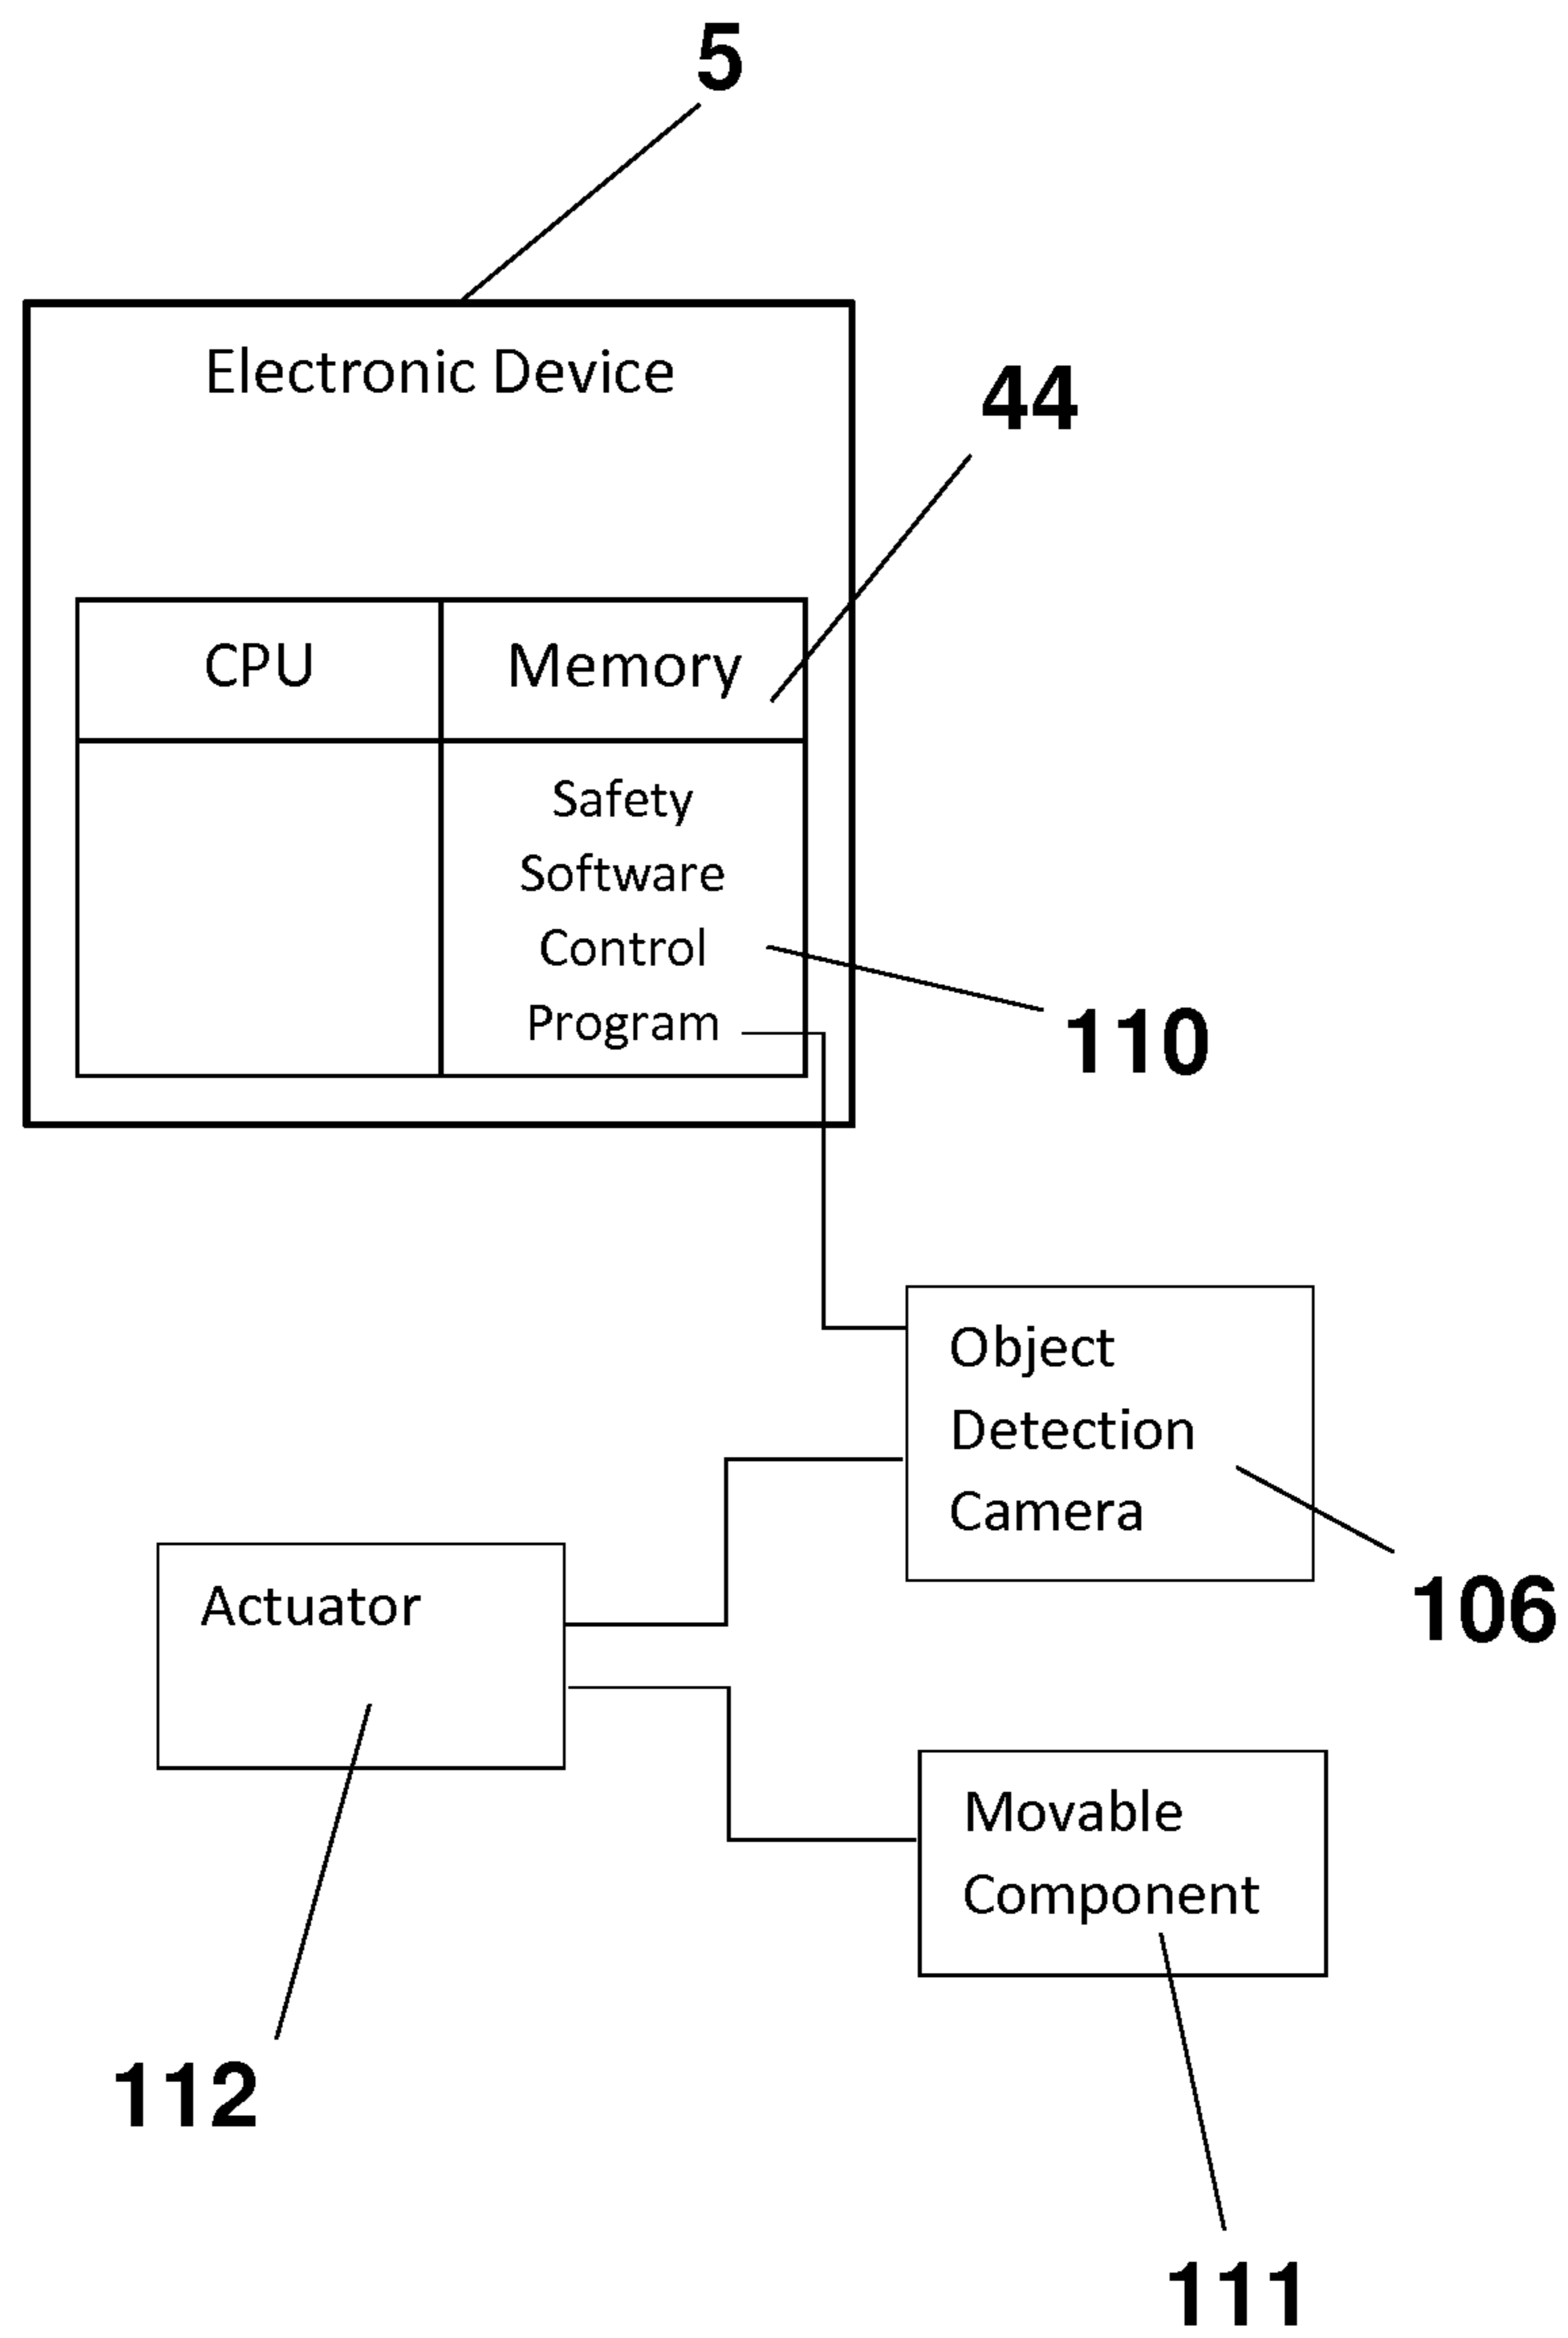 5
Electronic Device
44
CPU
Memory
Safety
Software
Control
Program
110
Object
Detection
Camera
106
Actuator
112
Movable
Component
111